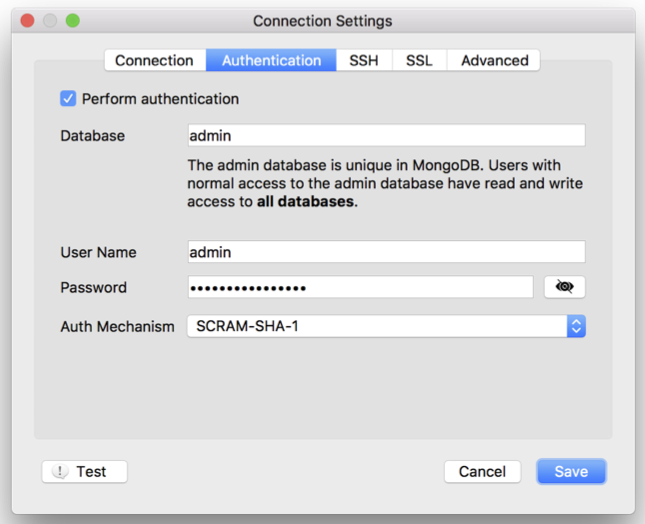 Connection Settings
Connection Authentication SSH SSL Advanced
Perform authentication
Database admin
The admin database is unique in MongoDB. Users with
normal access to the admin database have read and write
access to all databases.
User Name admin
Password ••••••••••••••••
Auth Mechanism SCRAM-SHA-1
! Test Cancel Save